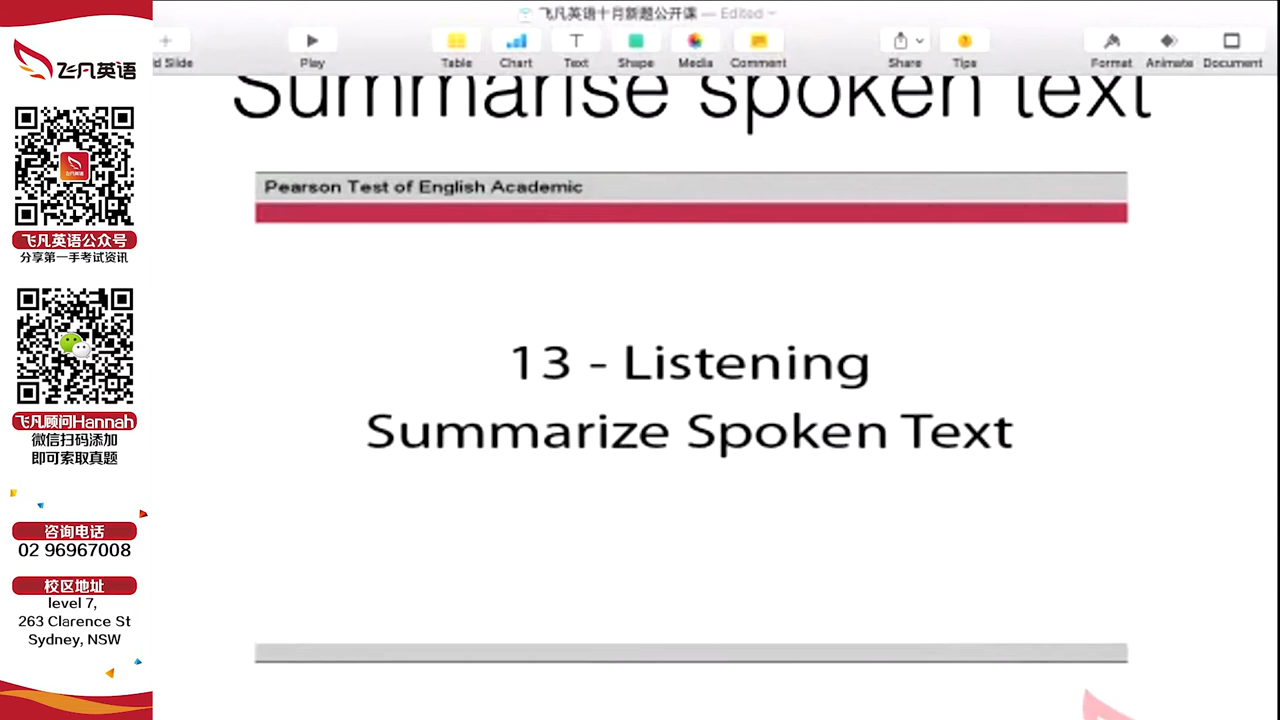 飞凡英语十月新题公开课 — Edited
d Slide
Play
Table
Chart
Text
Shape
Media
Comment
Share
Tips
Format
Animate
Document
飞凡英语
飞凡英语公众号
分享第一手考试资讯
飞凡顾问Hannah
微信扫码添加
即可索取真题
咨询电话
02 96967008
校区地址
level 7,
263 Clarence St
Sydney, NSW
Summarise spoken text
Pearson Test of English Academic
13 - Listening
Summarize Spoken Text